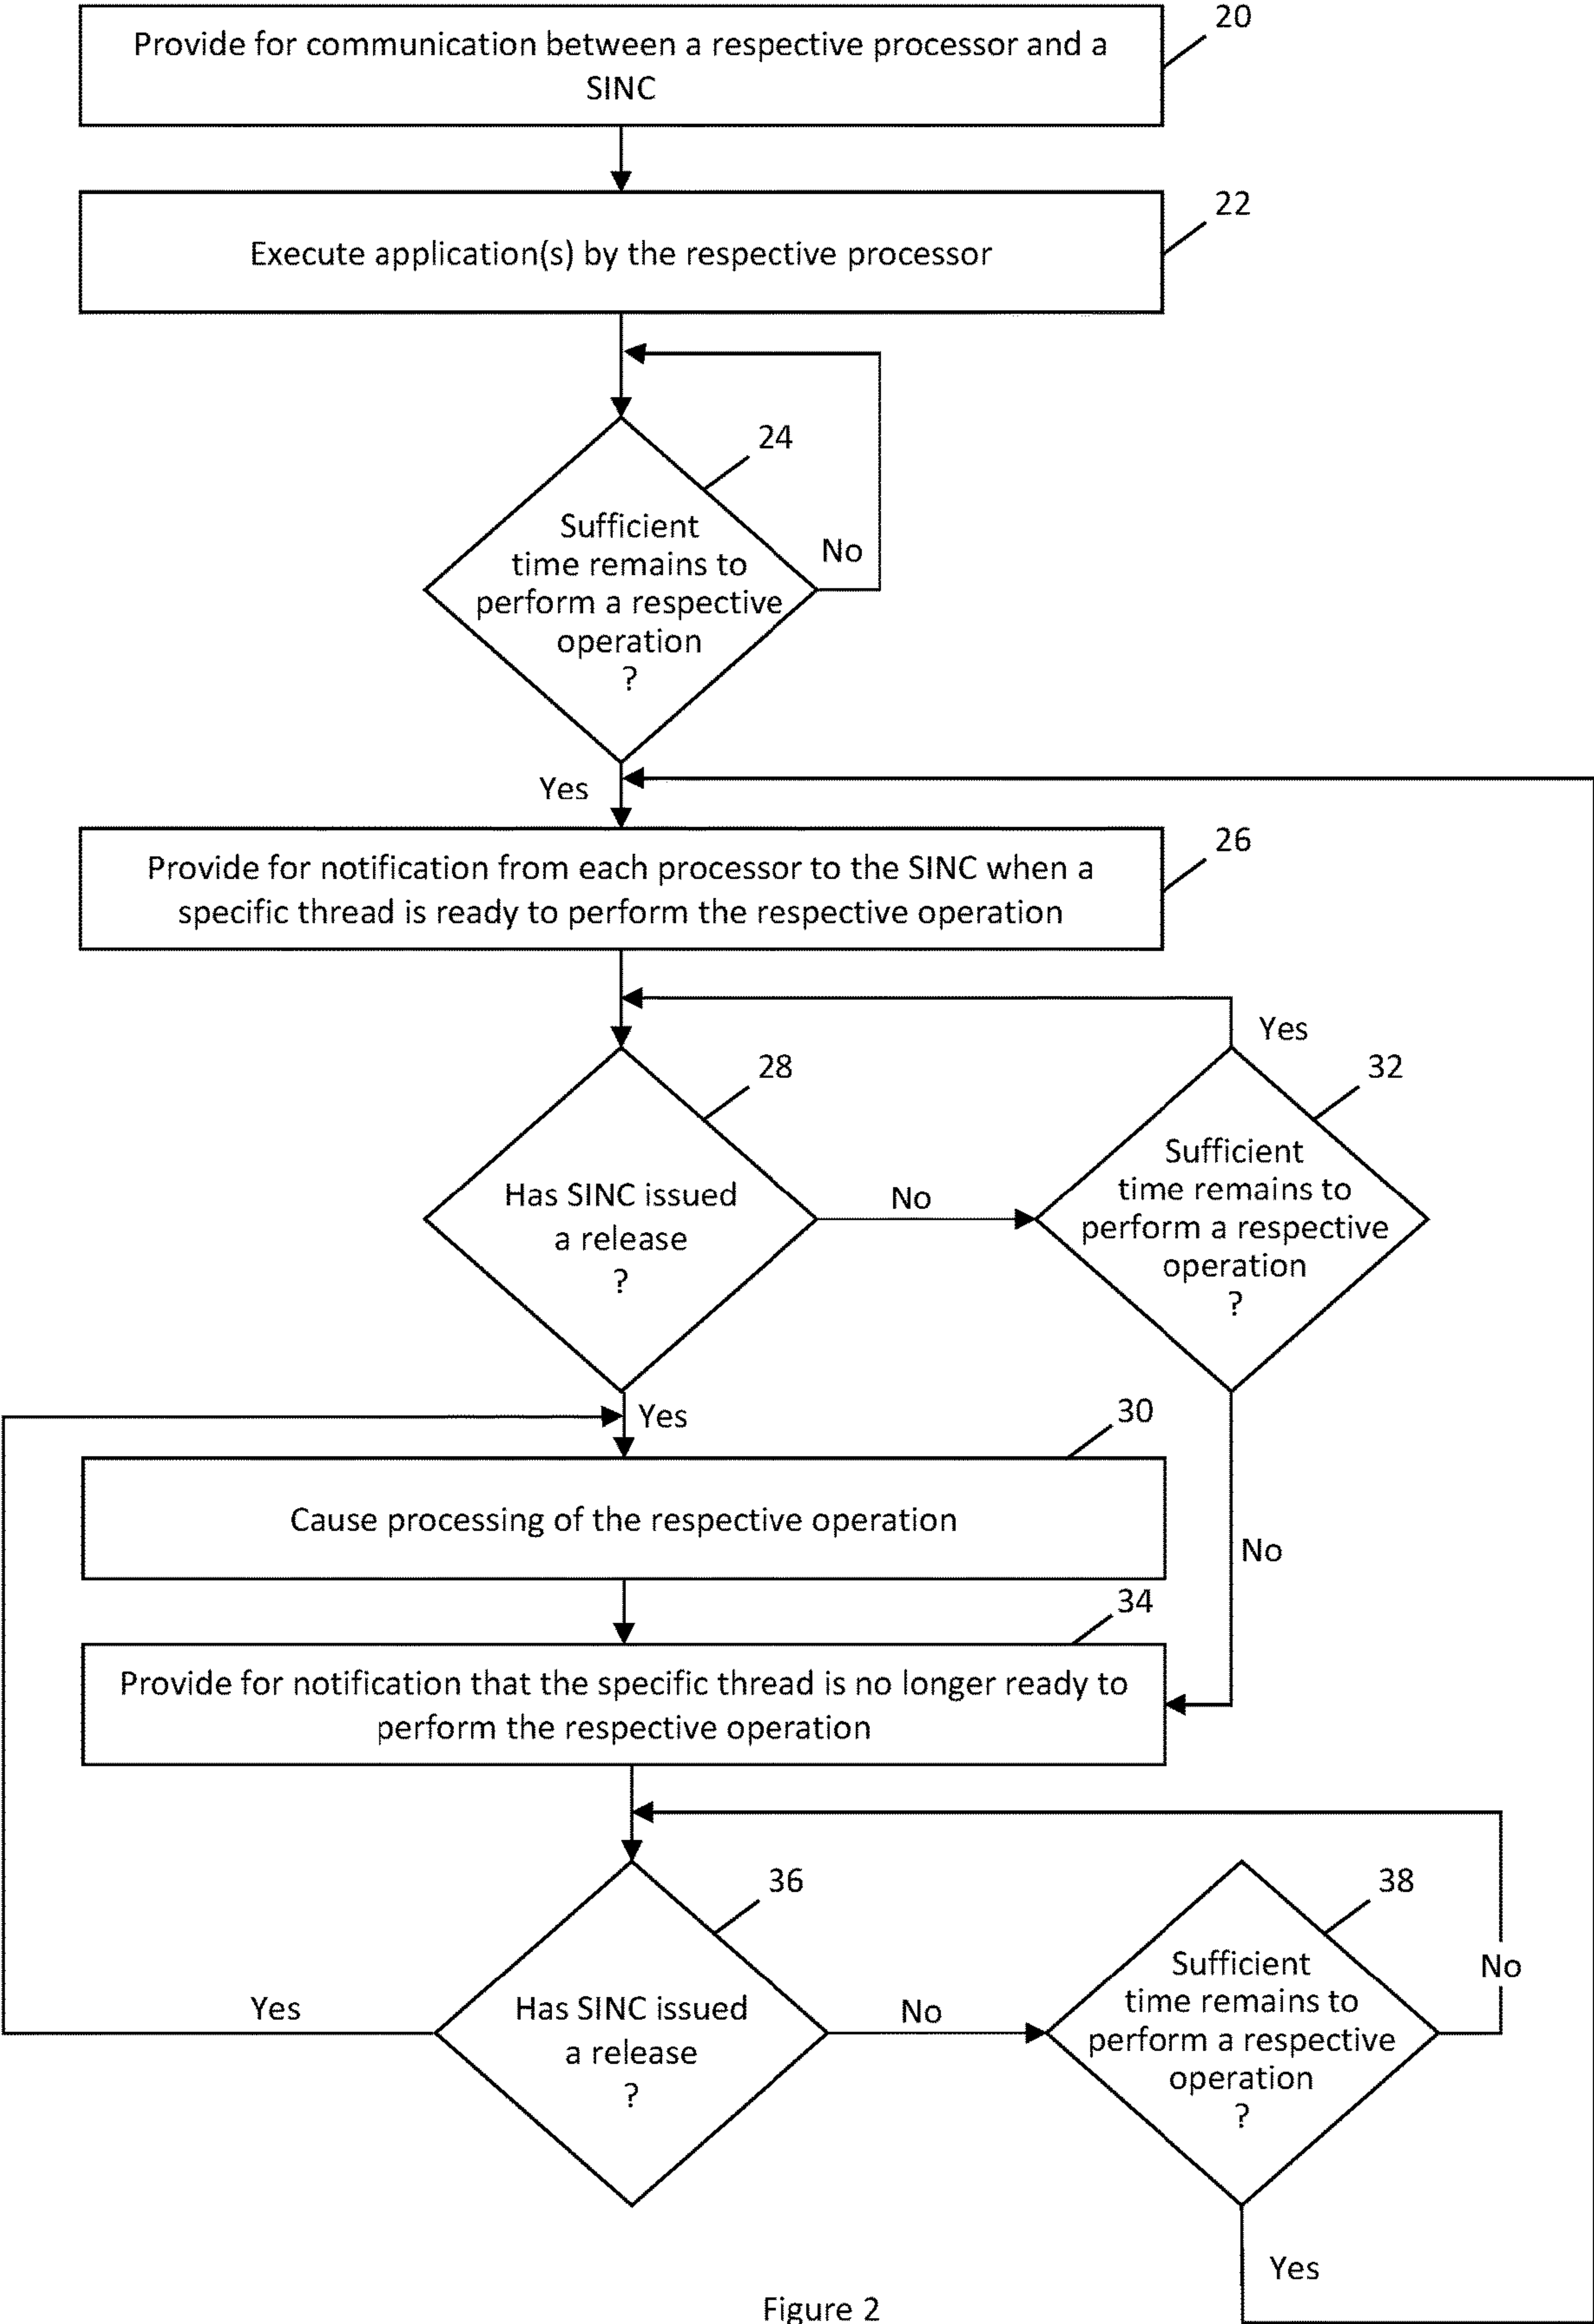 20
Provide for communication between a respective processor and a
SINC
22
Execute application(s) by the respective processor
24
Sufficient
time remains to
perform a respective
operation
?
No
Yes
26
Provide for notification from each processor to the SINC when a
specific thread is ready to perform the respective operation
Yes
28
32
Has SINC issued
a release
?
No
Sufficient
time remains to
perform a respective
operation
?
Yes
30
Cause processing of the respective operation
No
34
Provide for notification that the specific thread is no longer ready to
perform the respective operation
36
38
Has SINC issued
a release
?
Yes
No
Sufficient
time remains to
perform a respective
operation
?
No
Yes
Figure 2